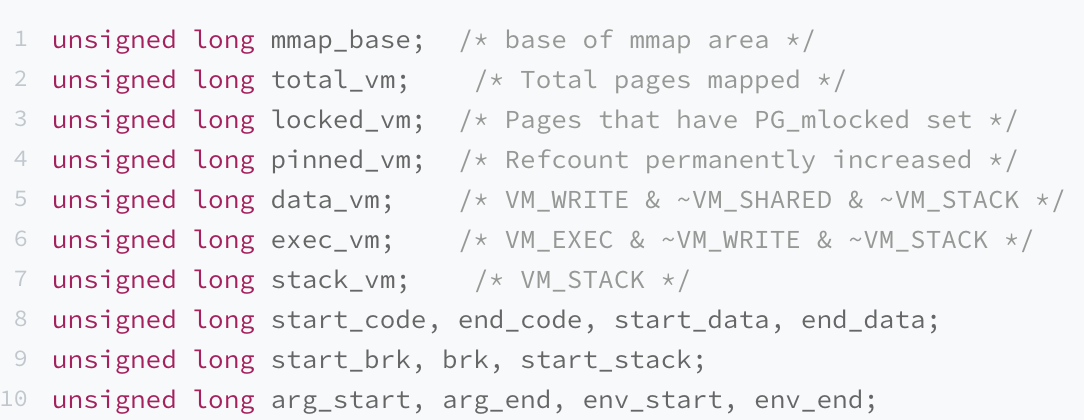 1 unsigned long mmap_base;  /* base of mmap area */
2 unsigned long total_vm;    /* Total pages mapped */
3 unsigned long locked_vm;  /* Pages that have PG_mlocked set */
4 unsigned long pinned_vm;  /* Refcount permanently increased */
5 unsigned long data_vm;    /* VM_WRITE & ~VM_SHARED & ~VM_STACK */
6 unsigned long exec_vm;    /* VM_EXEC & ~VM_WRITE & ~VM_STACK */
7 unsigned long stack_vm;    /* VM_STACK */
8 unsigned long start_code, end_code, start_data, end_data;
9 unsigned long start_brk, brk, start_stack;
10 unsigned long arg_start, arg_end, env_start, env_end;